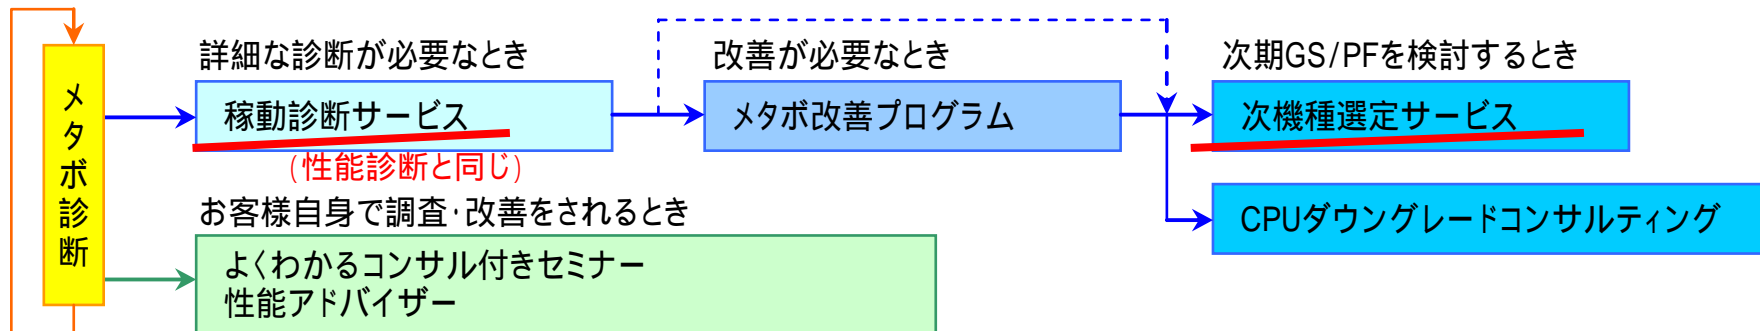 メタボ診断
詳細な診断が必要なとき
稼動診断サービス
(性能診断と同じ)
改善が必要なとき
メタボ改善プログラム
次期GS/PFを検討するとき
次機種選定サービス
CPUダウングレードコンサルティング
お客様自身で調査・改善をされるとき
よくわかるコンサル付きセミナー
性能アドバイザー